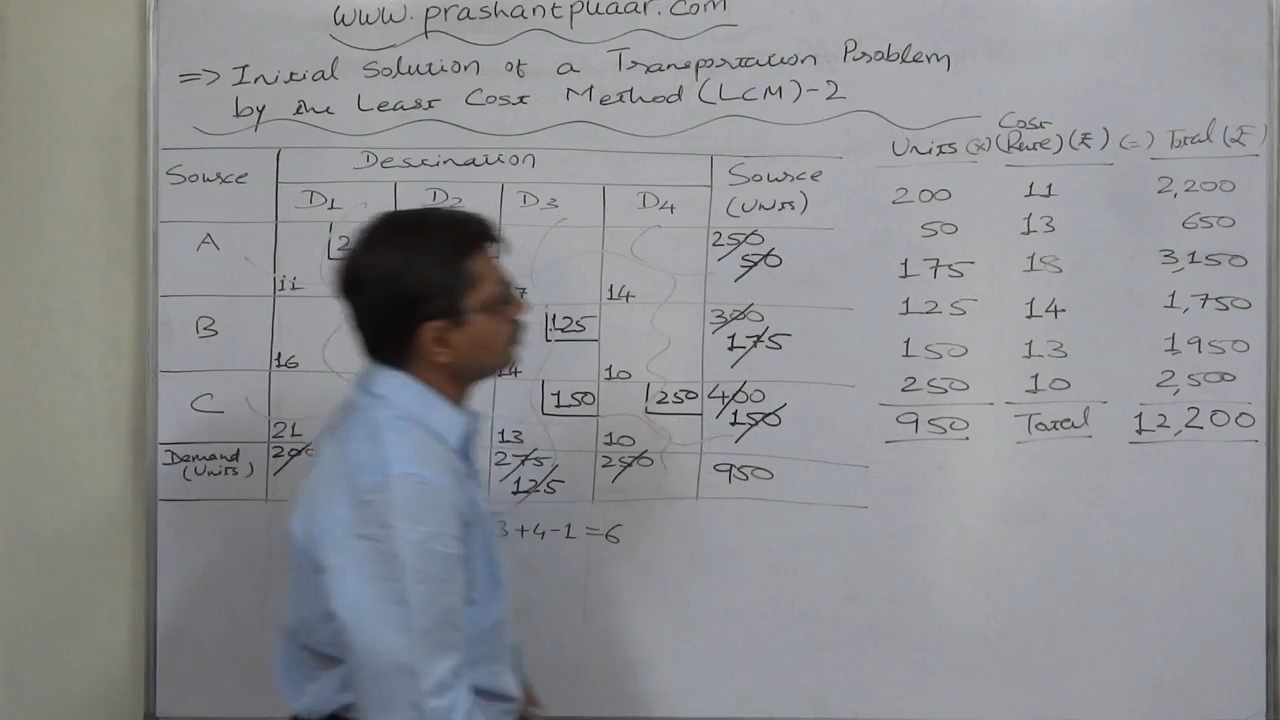 www.prashantpuaar.com
=> Initial Solution of a Transportation Problem
by the Least Cost Method (LCM)-2
Source Destination Source (Units)
D1 D2 D3 D4
A 2 250 50
11 7 14
B 125 300 175
16 14 10
C 150 250 400 150
21 13 10
Demand (Units) 200 275 125 250 950
3+4-1=6
Units (x) Cost (Rate) (₹) (=) Total (₹)
200 11 2,200
50 13 650
175 18 3,150
125 14 1,750
150 13 1950
250 10 2,500
950 Total 12,200